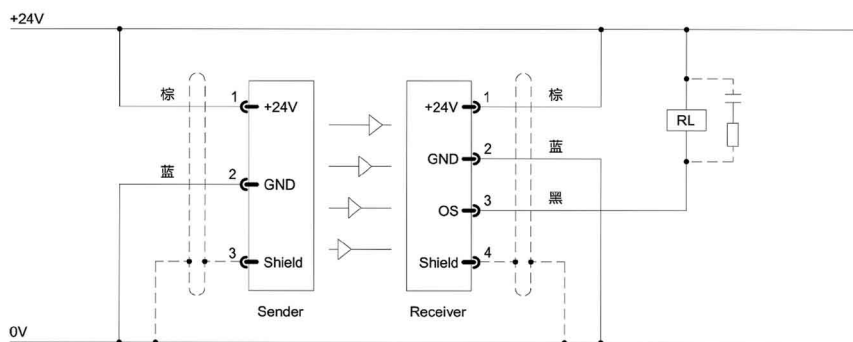 +24V
棕 1 +24V
+24V 1 棕
RL
蓝 2 GND
GND 2 蓝
OS 3 黑
3 Shield
Shield 4
Sender
Receiver
0V